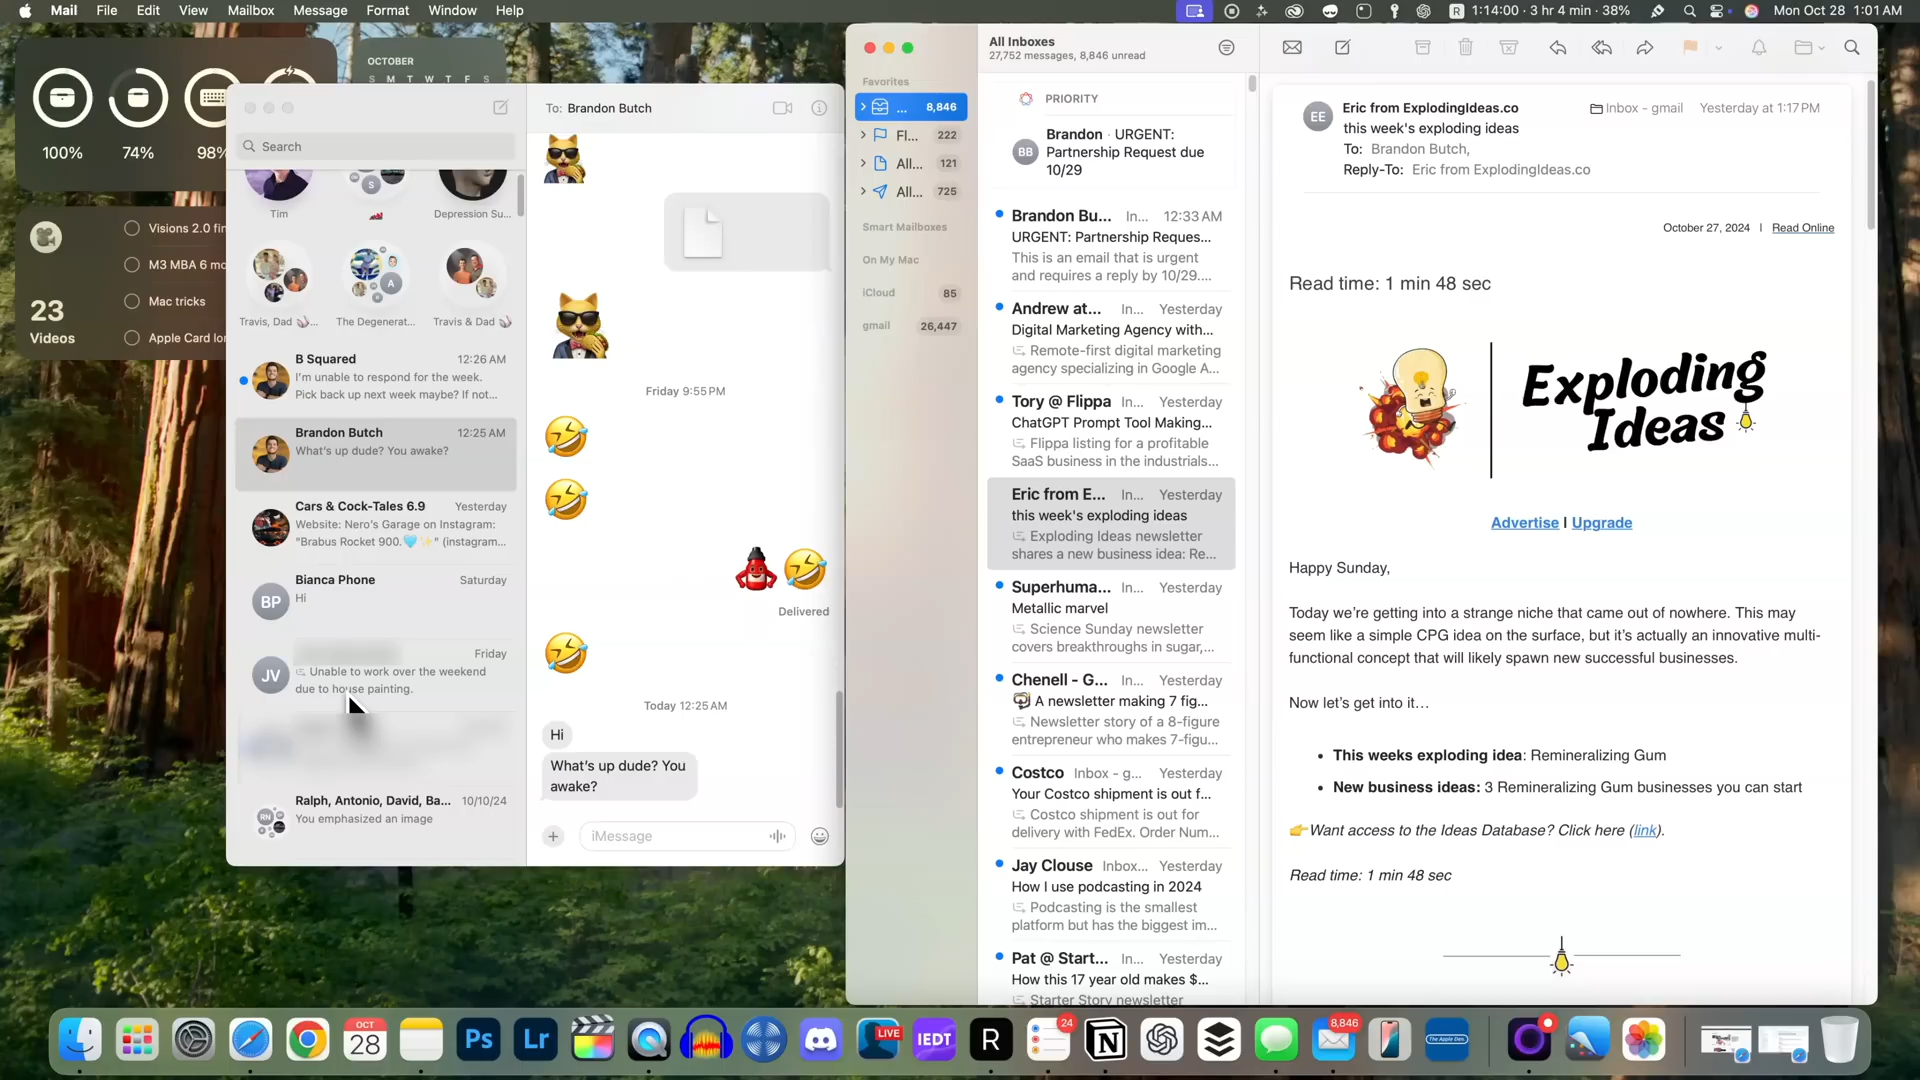 Mail File Edit View Mailbox Message Format Window Help
1:14:00 · 3 hr 4 min · 38%
Mon Oct 28 1:01 AM
100%
74%
98%
OCTOBER
S M T W T F S
23
Videos
Visions 2.0 fin
M3 MBA 6 mo
Mac tricks
Apple Card lon
Search
Tim
S
Depression Su...
A
Travis, Dad ⚾...
The Degenerat...
Travis & Dad ⚾
B Squared 12:26 AM
I'm unable to respond for the week.
Pick back up next week maybe? If not...
Brandon Butch 12:25 AM
What's up dude? You awake?
Cars & Cock-Tales 6.9 Yesterday
Website: Nero's Garage on Instagram:
"Brabus Rocket 900.🩵✨" (instagram...
BP
Bianca Phone Saturday
Hi
JV
Friday
Unable to work over the weekend
due to house painting.
RN
Ralph, Antonio, David, Ba... 10/10/24
You emphasized an image
To: Brandon Butch
Friday 9:55 PM
Delivered
Today 12:25 AM
Hi
What's up dude? You
awake?
iMessage
Favorites
... 8,846
Fl... 222
All... 121
All... 725
Smart Mailboxes
On My Mac
iCloud 85
gmail 26,447
All Inboxes
27,752 messages, 8,846 unread
PRIORITY
BB
Brandon · URGENT:
Partnership Request due
10/29
Brandon Bu... In... 12:33 AM
URGENT: Partnership Reques...
This is an email that is urgent
and requires a reply by 10/29....
Andrew at... In... Yesterday
Digital Marketing Agency with...
Remote-first digital marketing
agency specializing in Google A...
Tory @ Flippa In... Yesterday
ChatGPT Prompt Tool Making...
Flippa listing for a profitable
SaaS business in the industrials...
Eric from E... In... Yesterday
this week's exploding ideas
Exploding Ideas newsletter
shares a new business idea: Re...
Superhuma... In... Yesterday
Metallic marvel
Science Sunday newsletter
covers breakthroughs in sugar,...
Chenell - G... In... Yesterday
A newsletter making 7 fig...
Newsletter story of a 8-figure
entrepreneur who makes 7-figu...
Costco Inbox - g... Yesterday
Your Costco shipment is out f...
Costco shipment is out for
delivery with FedEx. Order Num...
Jay Clouse Inbox... Yesterday
How I use podcasting in 2024
Podcasting is the smallest
platform but has the biggest im...
Pat @ Start... In... Yesterday
How this 17 year old makes $...
Starter Story newsletter
EE
Eric from ExplodingIdeas.co Inbox - gmail Yesterday at 1:17 PM
this week's exploding ideas
To: Brandon Butch,
Reply-To: Eric from ExplodingIdeas.co
October 27, 2024 | Read Online
Read time: 1 min 48 sec
Exploding
Ideas
Advertise | Upgrade
Happy Sunday,
Today we're getting into a strange niche that came out of nowhere. This may
seem like a simple CPG idea on the surface, but it's actually an innovative multi-
functional concept that will likely spawn new successful businesses.
Now let's get into it…
• This weeks exploding idea: Remineralizing Gum
• New business ideas: 3 Remineralizing Gum businesses you can start
👉Want access to the Ideas Database? Click here (link).
Read time: 1 min 48 sec
OCT
28
Ps
Lr
LIVE
IEDT
R
24
N
8,846